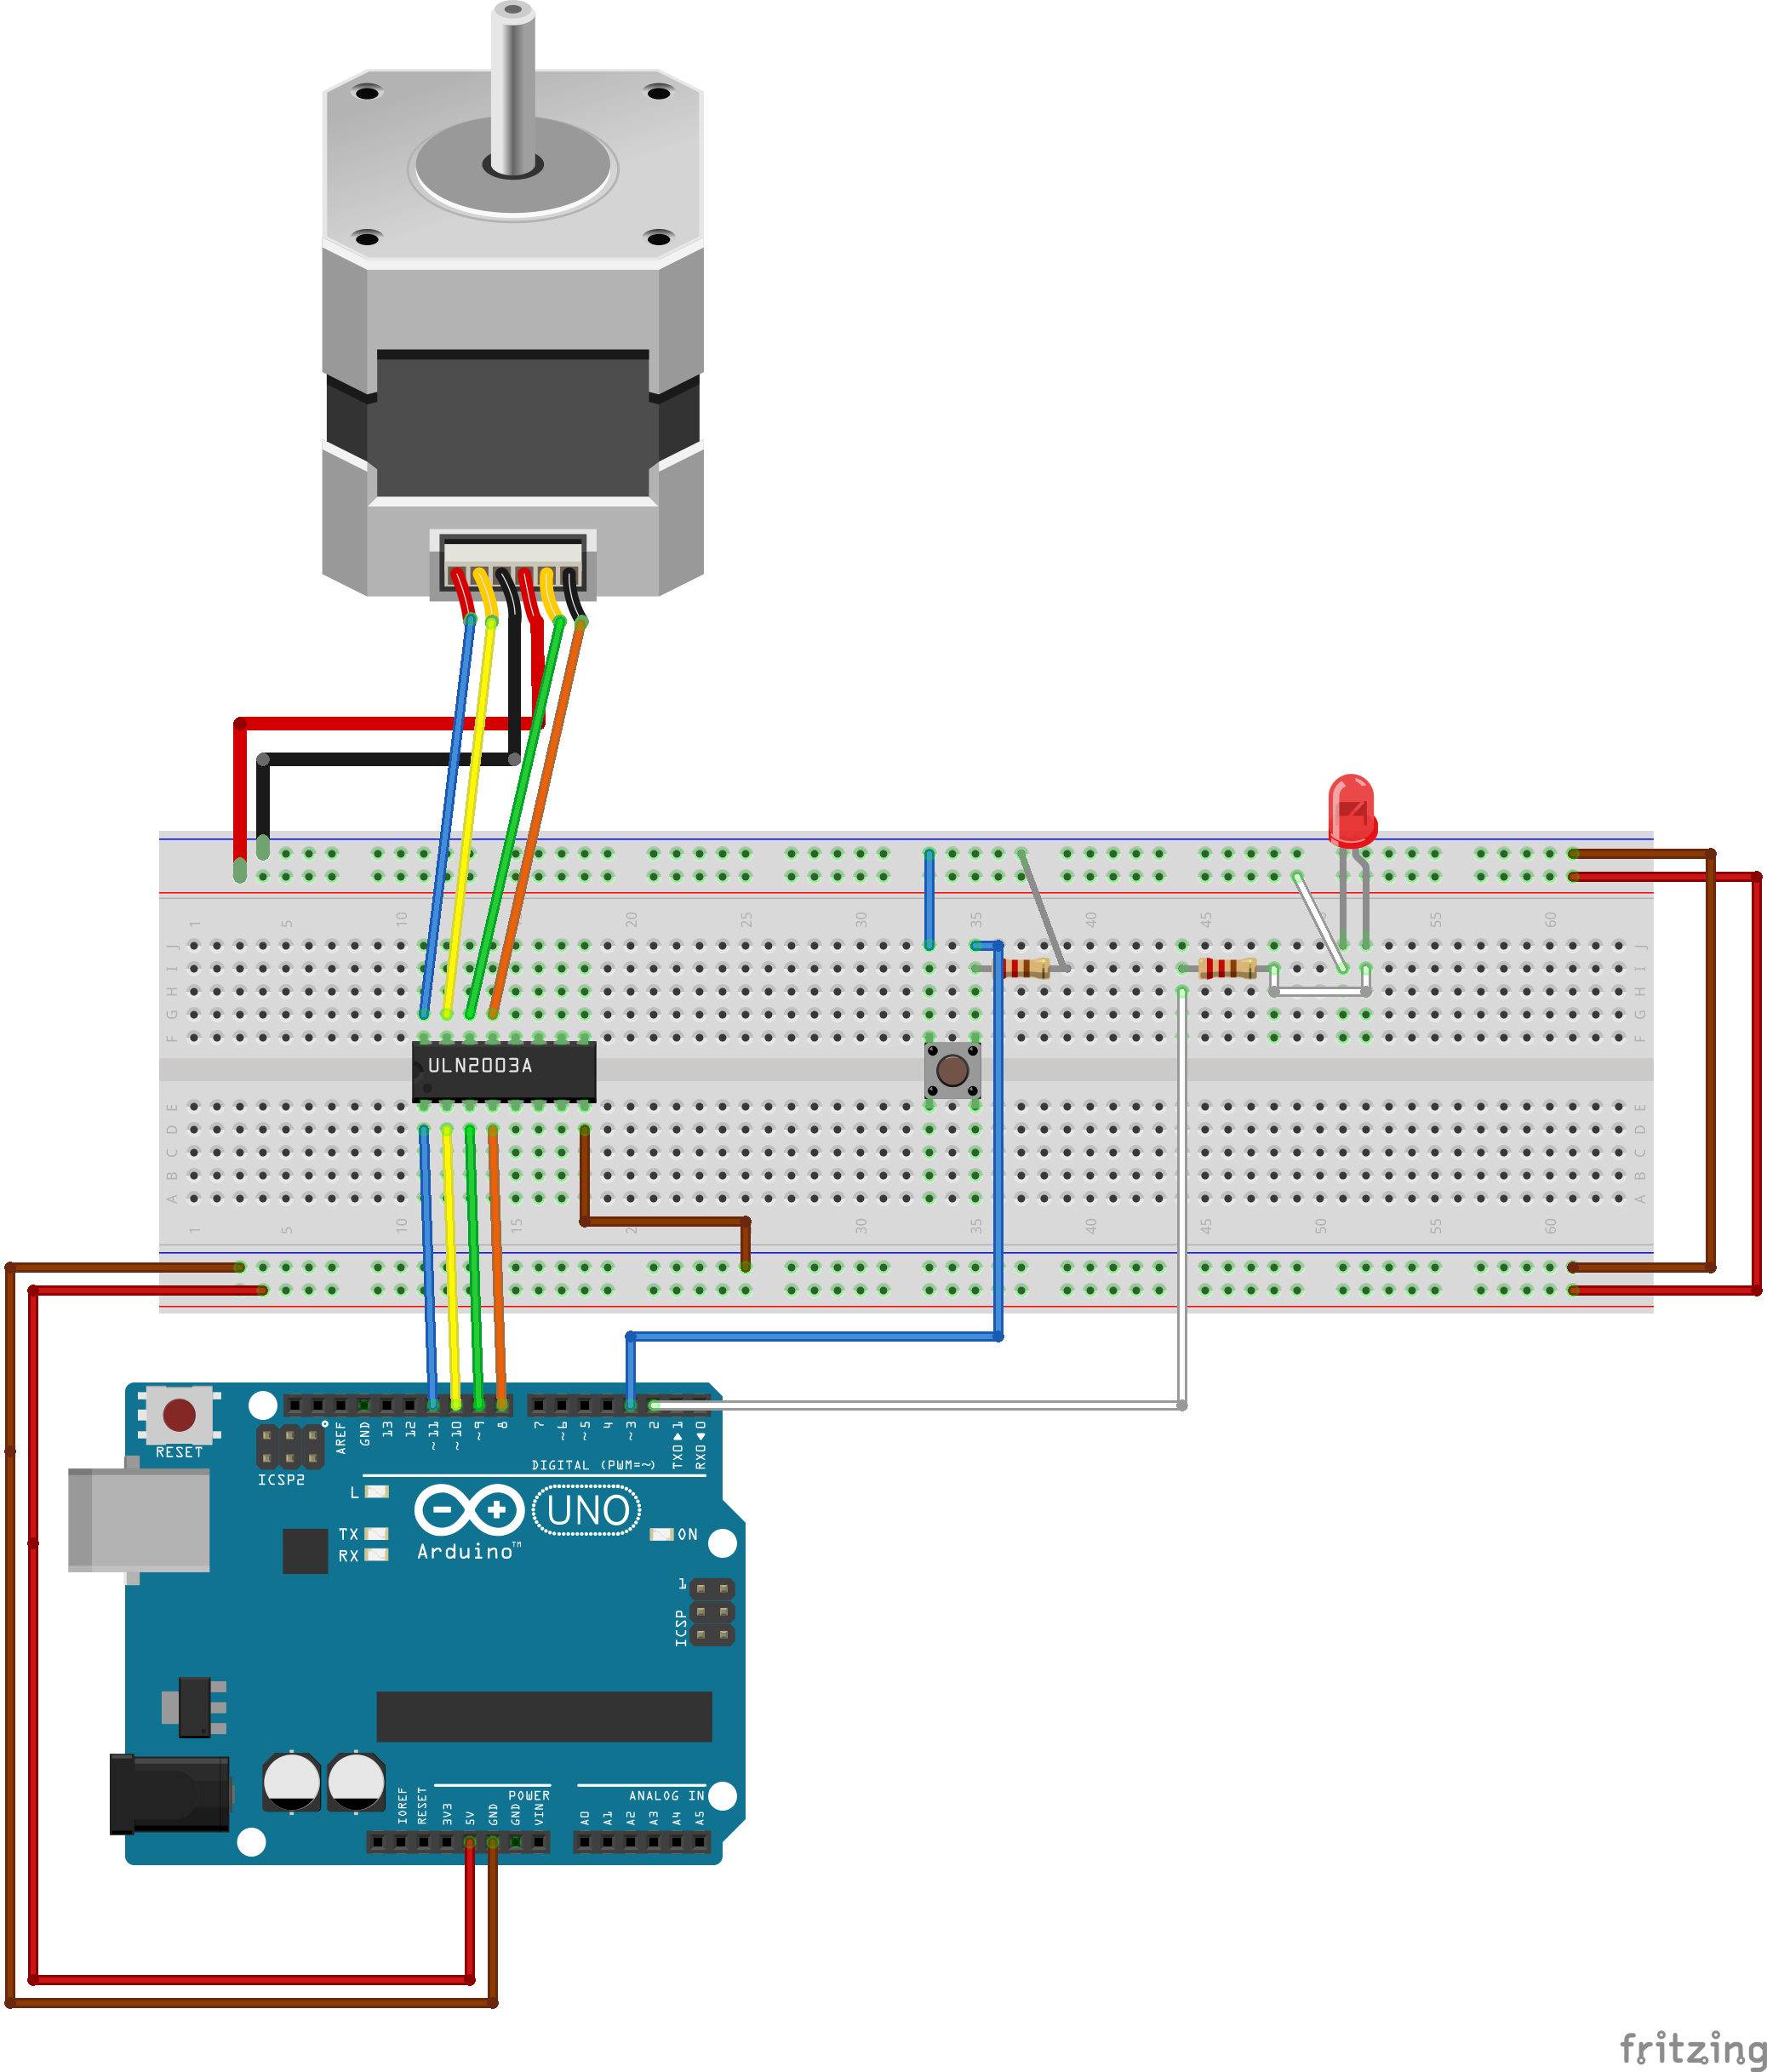 1
5
10
20
25
30
35
40
45
55
60
J
I
H
G
F
J
I
H
G
F
ULN2003A
E
D
C
B
A
E
D
C
B
A
1
5
10
15
30
35
40
45
50
55
60
RESET
ICSP2
AREF
GND
13
12
~11
~10
~9
8
7
~6
~5
4
~3
2
TX0▶1
RX0◀0
DIGITAL (PWM=~)
L
TX
RX
UNO
Arduino™
ON
1
ICSP
POWER
ANALOG IN
IOREF
RESET
3V3
5V
GND
GND
VIN
A0
A1
A2
A3
A4
A5
fritzing